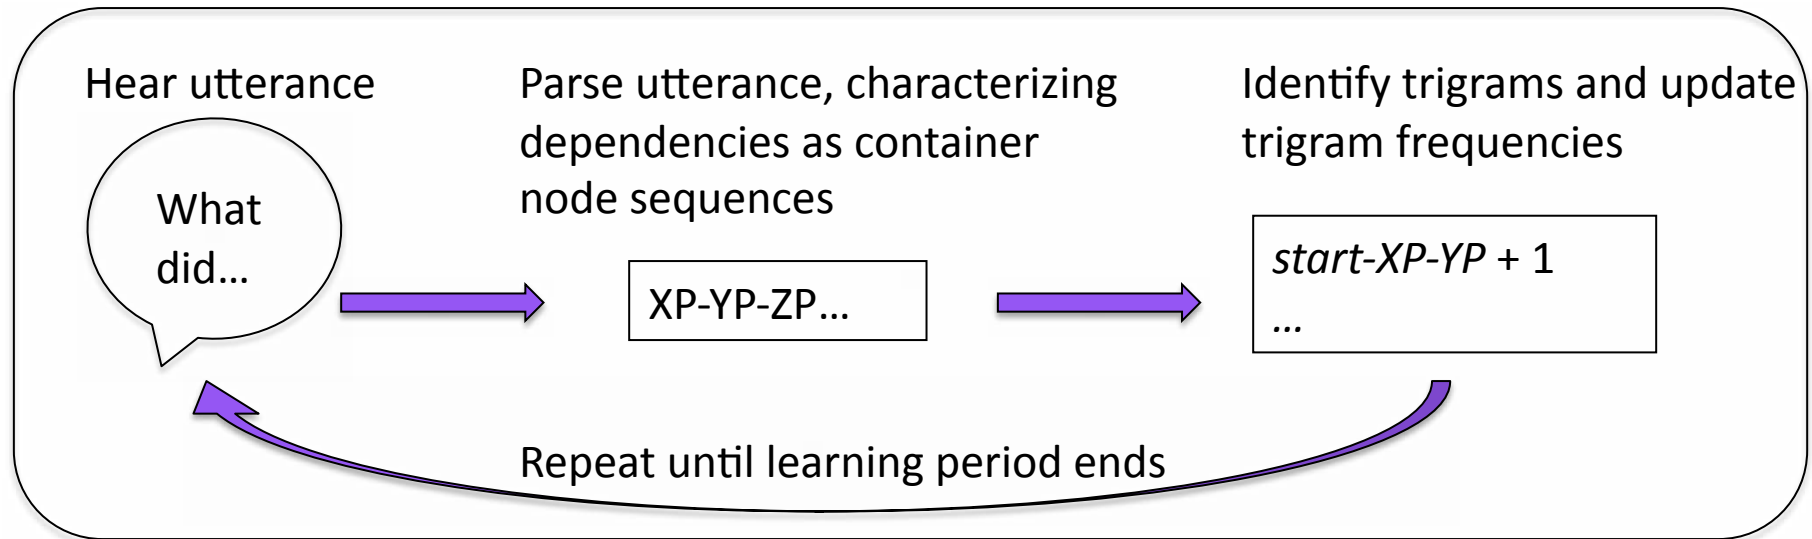 Hear utterance
What
did…
Parse utterance, characterizing
dependencies as container
node sequences
XP-YP-ZP…
Identify trigrams and update
trigram frequencies
start-XP-YP + 1
…
Repeat until learning period ends